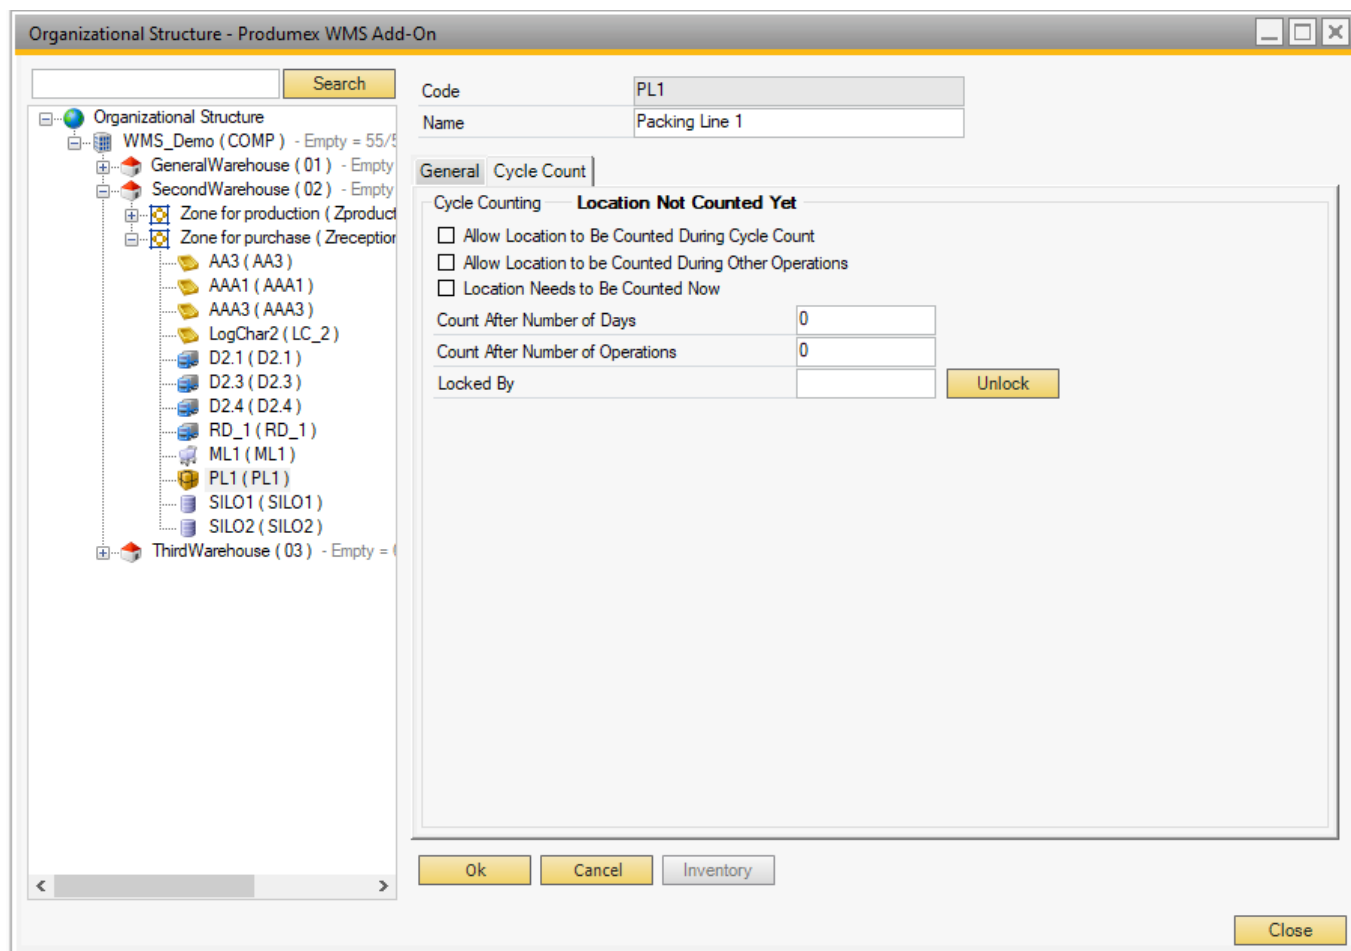 Organizational Structure - Produmex WMS Add-On
Search
Organizational Structure
WMS_Demo ( COMP ) - Empty = 55/5
GeneralWarehouse ( 01 ) - Empty
SecondWarehouse ( 02 ) - Empty
Zone for production ( Zproduct
Zone for purchase ( Zreception
AA3 ( AA3 )
AAA1 ( AAA1 )
AAA3 ( AAA3 )
LogChar2 ( LC_2 )
D2.1 ( D2.1 )
D2.3 ( D2.3 )
D2.4 ( D2.4 )
RD_1 ( RD_1 )
ML1 ( ML1 )
PL1 ( PL1 )
SILO1 ( SILO1 )
SILO2 ( SILO2 )
ThirdWarehouse ( 03 ) - Empty =
Code PL1
Name Packing Line 1
General Cycle Count
Cycle Counting Location Not Counted Yet
Allow Location to Be Counted During Cycle Count
Allow Location to be Counted During Other Operations
Location Needs to Be Counted Now
Count After Number of Days 0
Count After Number of Operations 0
Locked By Unlock
Ok Cancel Inventory
Close